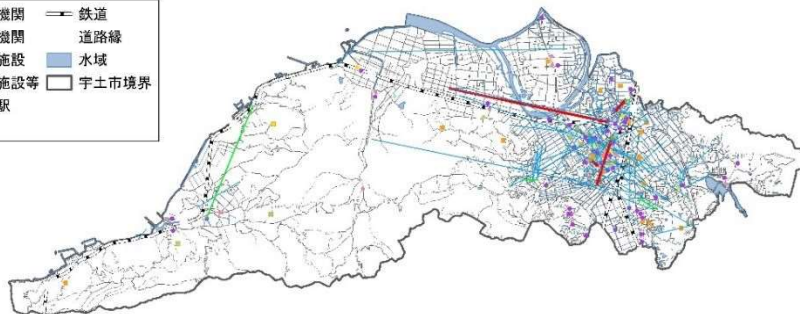 機関 鉄道
機関 道路縁
施設 水域
施設等 宇土市境界
駅